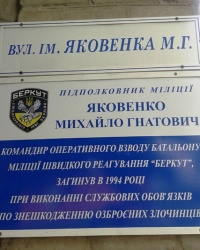 ВУЛ. ІМ. ЯКОВЕНКА М.Г.
ПІДПОЛКОВНИК МІЛІЦІЇ
БЕРКУТ
ЯКОВЕНКО
МИХАЙЛО ГНАТОВИЧ
КОМАНДИР ОПЕРАТИВНОГО ВЗВОДУ БАТАЛЬОНУ
МІЛІЦІЇ ШВИДКОГО РЕАГУВАННЯ "БЕРКУТ",
ЗАГИНУВ В 1994 РОЦІ
ПРИ ВИКОНАННІ СЛУЖБОВИХ ОБОВ'ЯЗКІВ
ПО ЗНЕШКОДЖЕННЮ ОЗБРОЄНИХ ЗЛОЧИНЦІВ